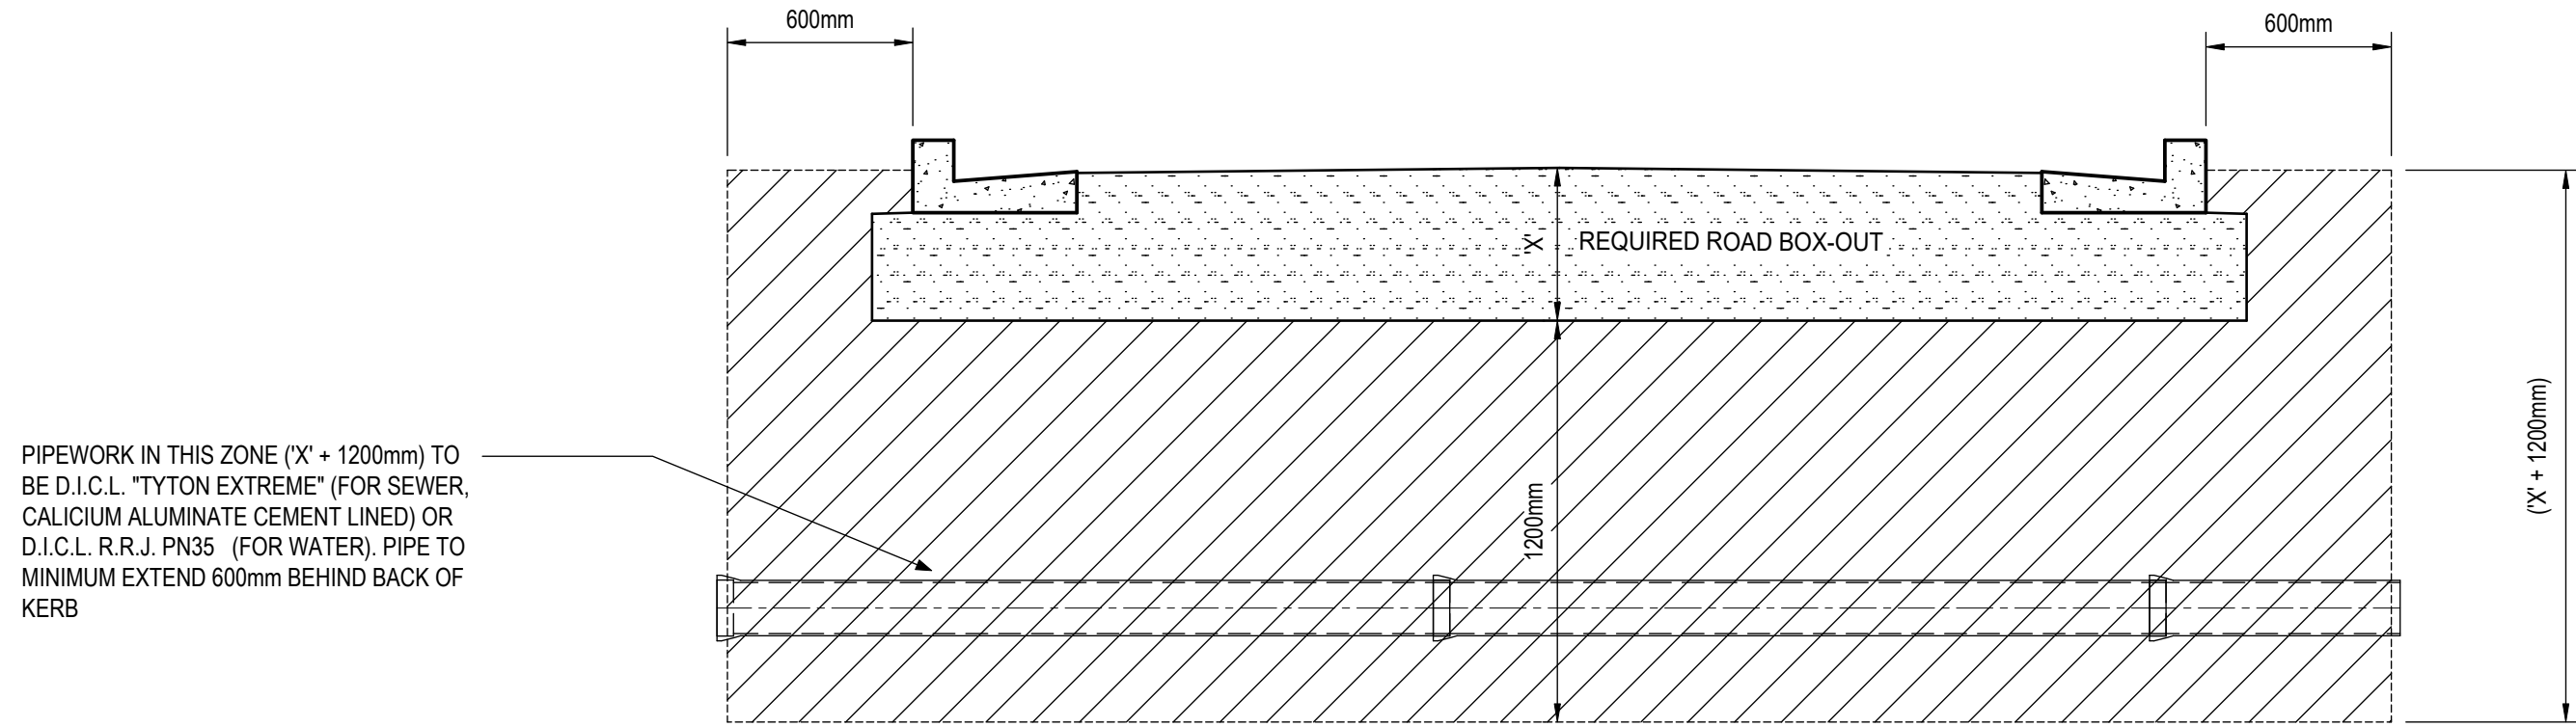 600mm
600mm
'X'
REQUIRED ROAD BOX-OUT
PIPEWORK IN THIS ZONE ('X' + 1200mm) TO
BE D.I.C.L. "TYTON EXTREME" (FOR SEWER,
CALICIUM ALUMINATE CEMENT LINED) OR
D.I.C.L. R.R.J. PN35 (FOR WATER). PIPE TO
MINIMUM EXTEND 600mm BEHIND BACK OF
KERB
1200mm
('X' + 1200mm)